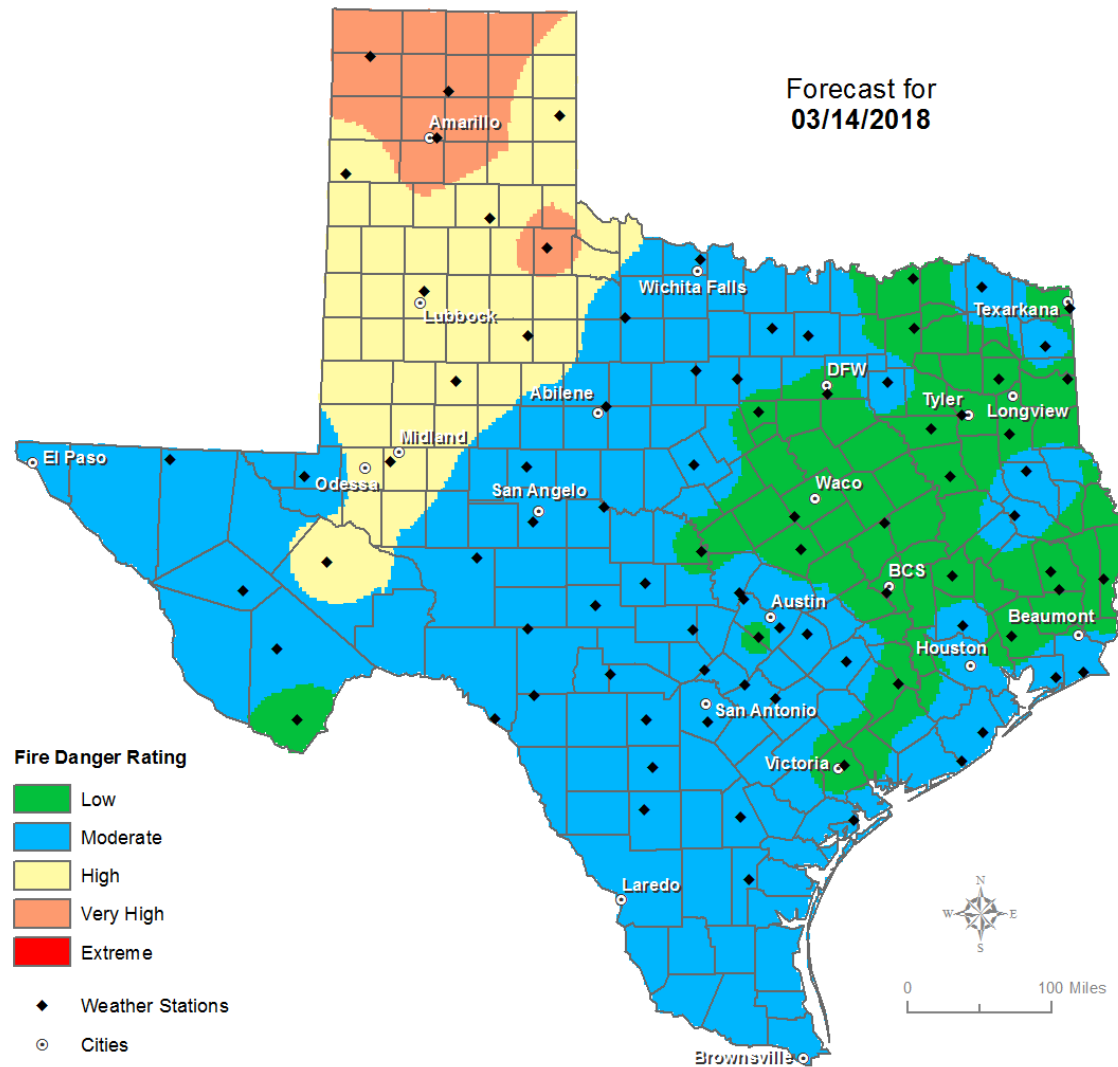 Forecast for
03/14/2018
Amarillo
Lubbock
Wichita Falls
Texarkana
DFW
Abilene
Tyler
Longview
Midland
El Paso
Odessa
San Angelo
Waco
BCS
Austin
Beaumont
Houston
San Antonio
Victoria
Laredo
Brownsville
Fire Danger Rating
Low
Moderate
High
Very High
Extreme
Weather Stations
Cities
N
W E
S
0 100 Miles